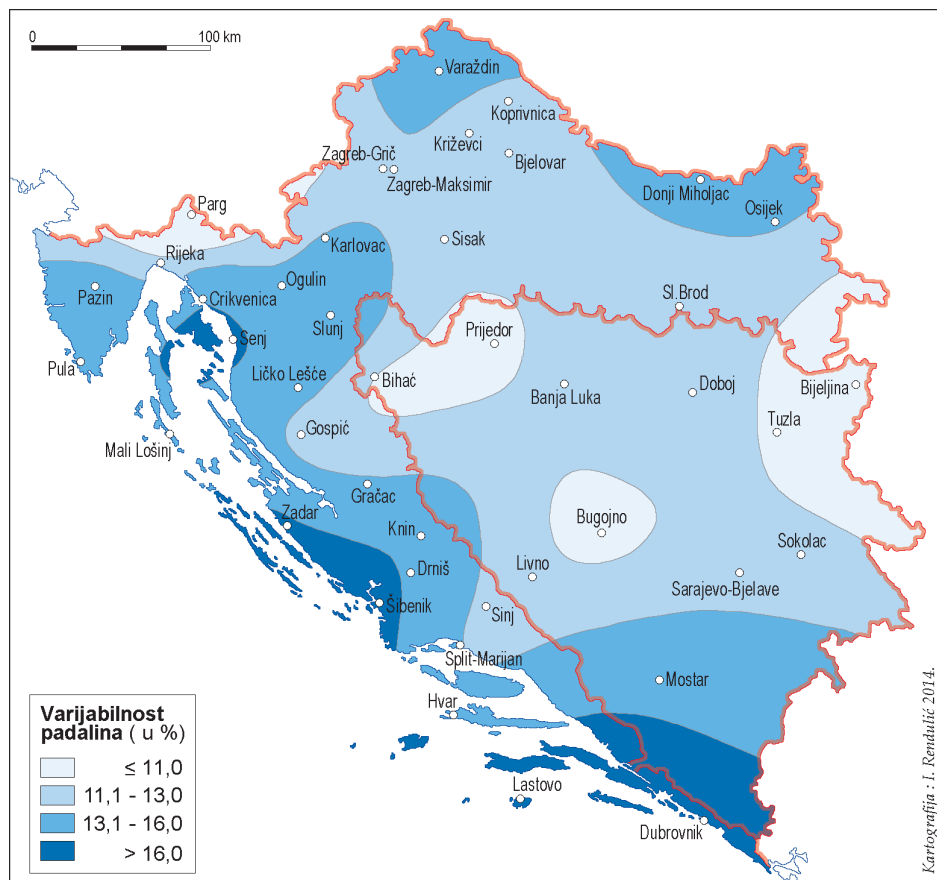 0 100 km
Varaždin
Koprivnica
Križevci
Bjelovar
Zagreb-Grič
Zagreb-Maksimir
Donji Miholjac
Osijek
Parg
Rijeka
Karlovac
Sisak
Ogulin
Pazin
Crikvenica
Sl.Brod
Slunj
Senj
Prijedor
Pula
Ličko Lešće
Bihać
Banja Luka
Doboj
Bijeljina
Gospić
Tuzla
Mali Lošinj
Gračac
Zadar
Knin
Bugojno
Drniš
Livno
Sokolac
Sarajevo-Bjelave
Šibenik
Sinj
Split-Marijan
Mostar
Hvar
Lastovo
Dubrovnik
Varijabilnost
padalina ( u %)
≤ 11,0
11,1 - 13,0
13,1 - 16,0
> 16,0
Kartografija : I. Rendulić 2014.